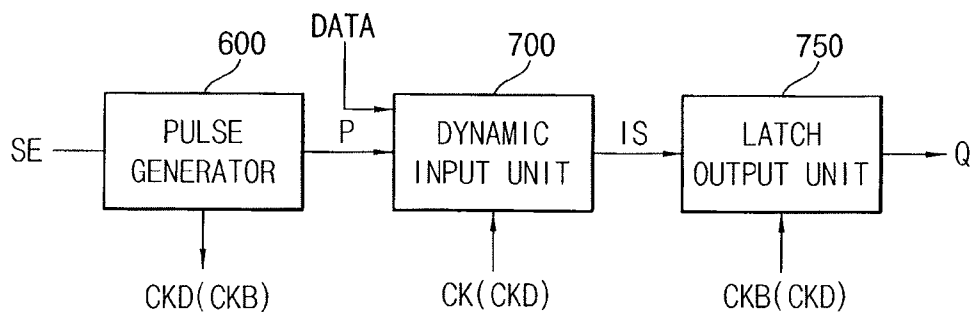 DATA
600
700
750
SE
PULSE
GENERATOR
P
DYNAMIC
INPUT UNIT
IS
LATCH
OUTPUT UNIT
Q
CKD(CKB)
CK(CKD)
CKB(CKD)